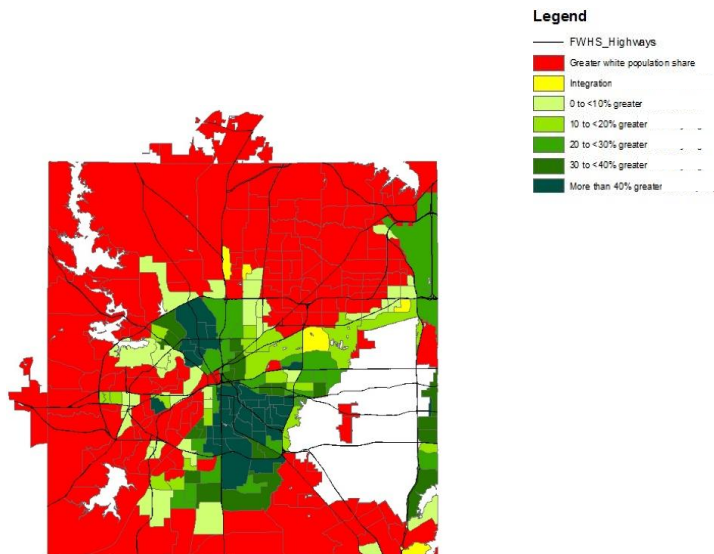 Legend
FWHS_Highways
Greater white population share
Integration
0 to <10% greater
10 to <20% greater
20 to <30% greater
30 to <40% greater
More than 40% greater